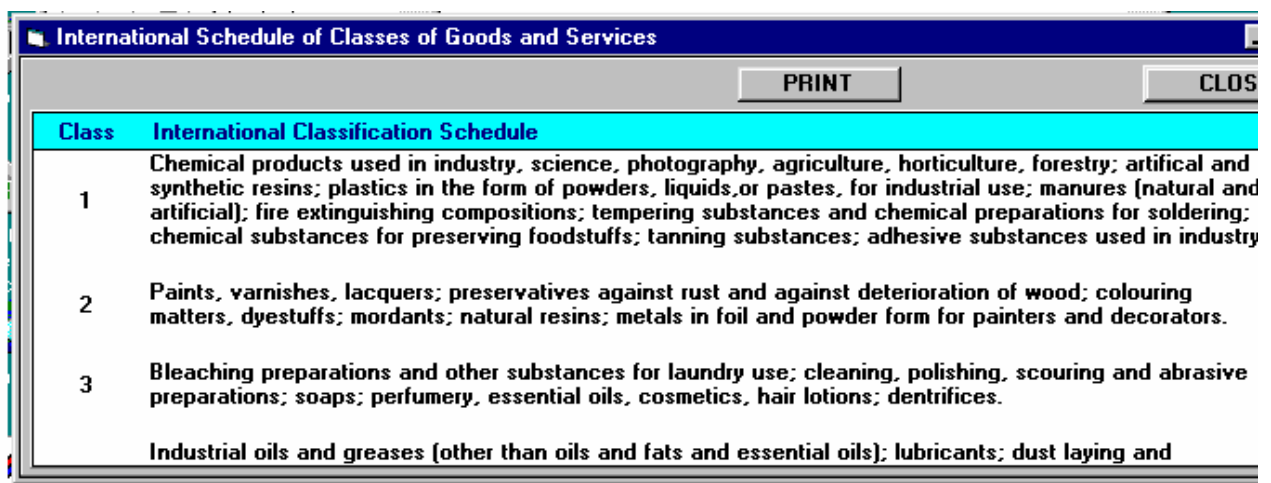 International Schedule of Classes of Goods and Services
PRINT
CLOS
Class International Classification Schedule
Chemical products used in industry, science, photography, agriculture, horticulture, forestry; artifical and
1
synthetic resins; plastics in the form of powders, liquids,or pastes, for industrial use; manures (natural and
artificial); fire extinguishing compositions; tempering substances and chemical preparations for soldering;
chemical substances for preserving foodstuffs; tanning substances; adhesive substances used in industry
2
Paints, varnishes, lacquers; preservatives against rust and against deterioration of wood; colouring
matters, dyestuffs; mordants; natural resins; metals in foil and powder form for painters and decorators.
3
Bleaching preparations and other substances for laundry use; cleaning, polishing, scouring and abrasive
preparations; soaps; perfumery, essential oils, cosmetics, hair lotions; dentrifices.
Industrial oils and greases (other than oils and fats and essential oils); lubricants; dust laying and